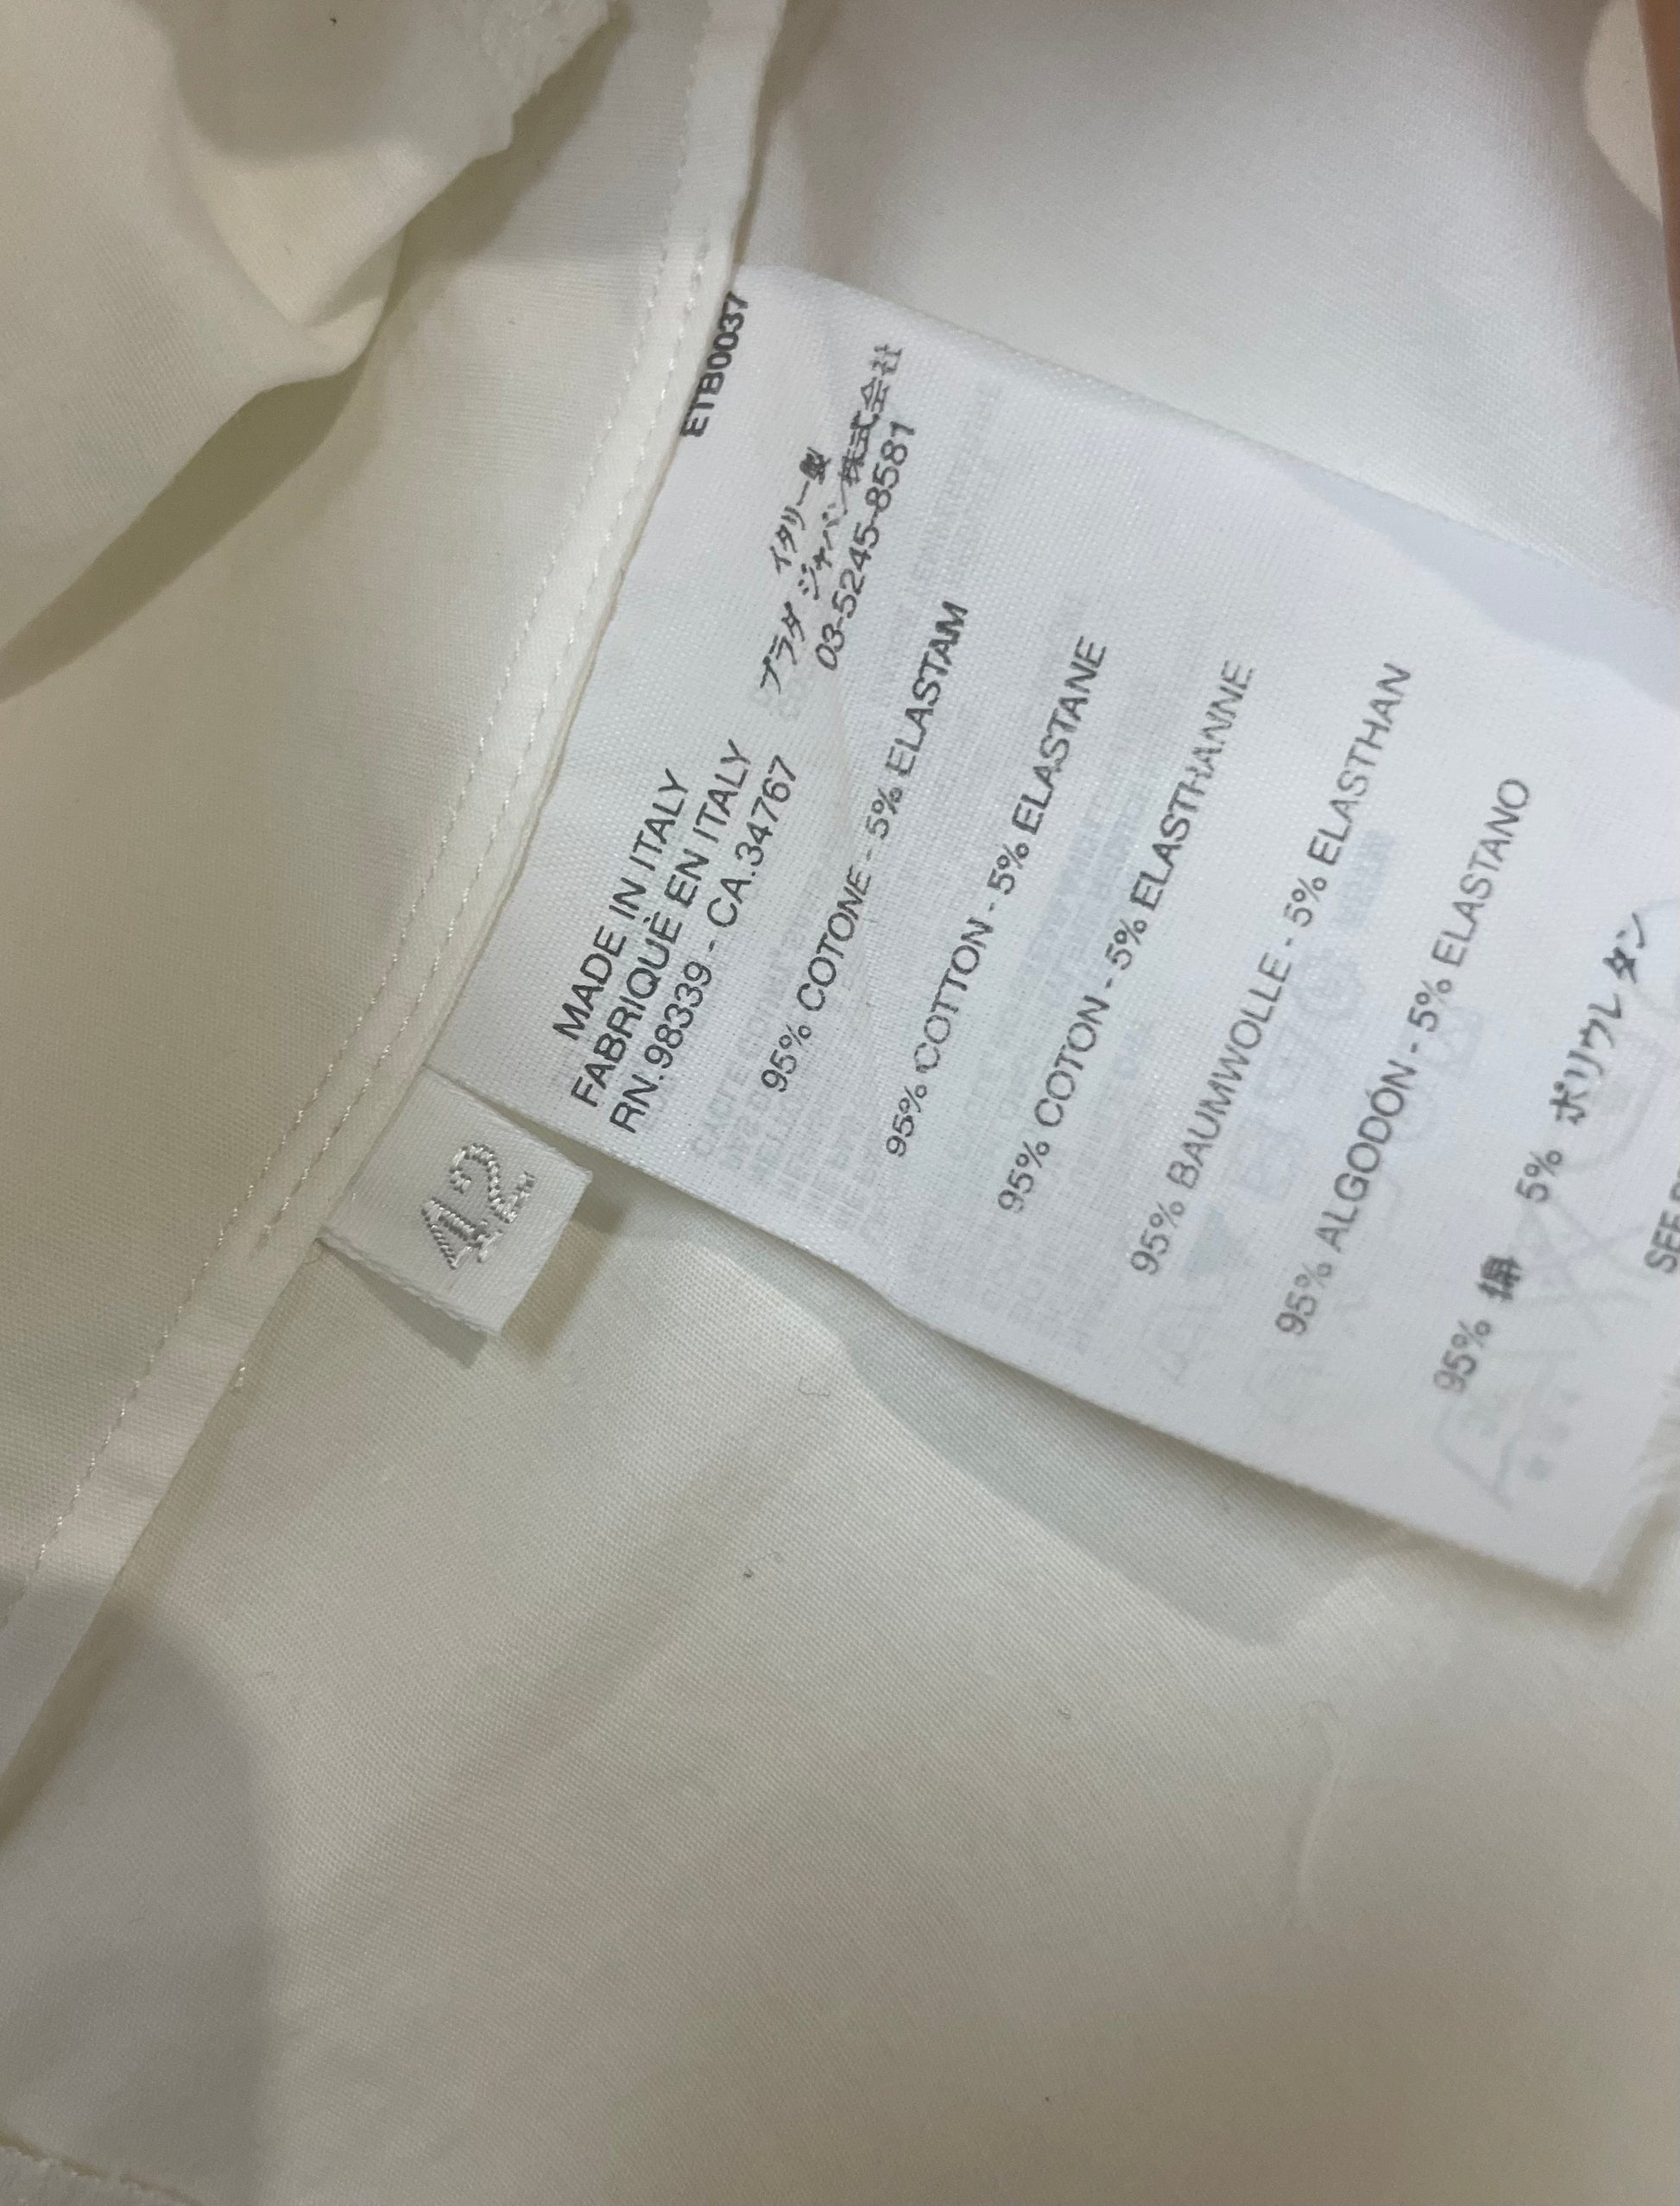 ETB0037
MADE IN ITALY
FABRIQUÈ EN ITALY
RN.98339 - CA.34767
イタリー製
プラダ ジャパン株式会社
03-5245-8581
95% COTONE - 5% ELASTAM
95% COTTON - 5% ELASTANE
95% COTON - 5% ELASTHANNE
95% BAUMWOLLE - 5% ELASTHAN
95% ALGODÓN - 5% ELASTANO
95% 綿 5% ポリウレタン
SEE
42